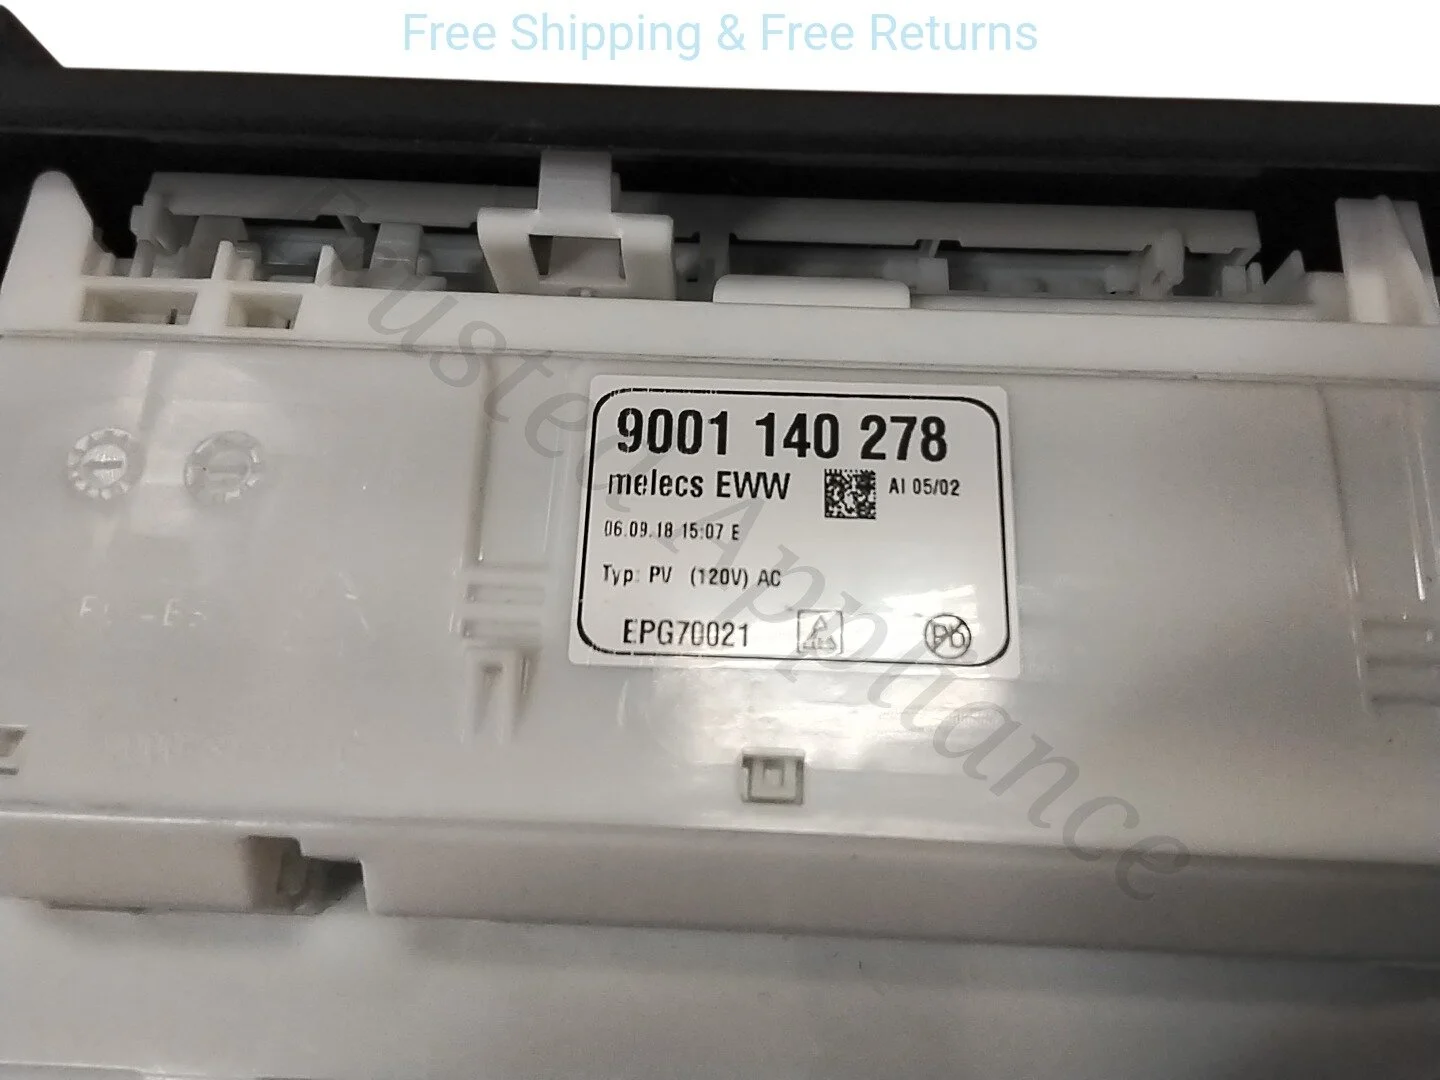 Free Shipping & Free Returns
9001 140 278
melecs EWW
AI 05/02
06.09.18 15:07 E
Typ: PV (120V) AC
EPG70021
Pb
Trusted Appliance